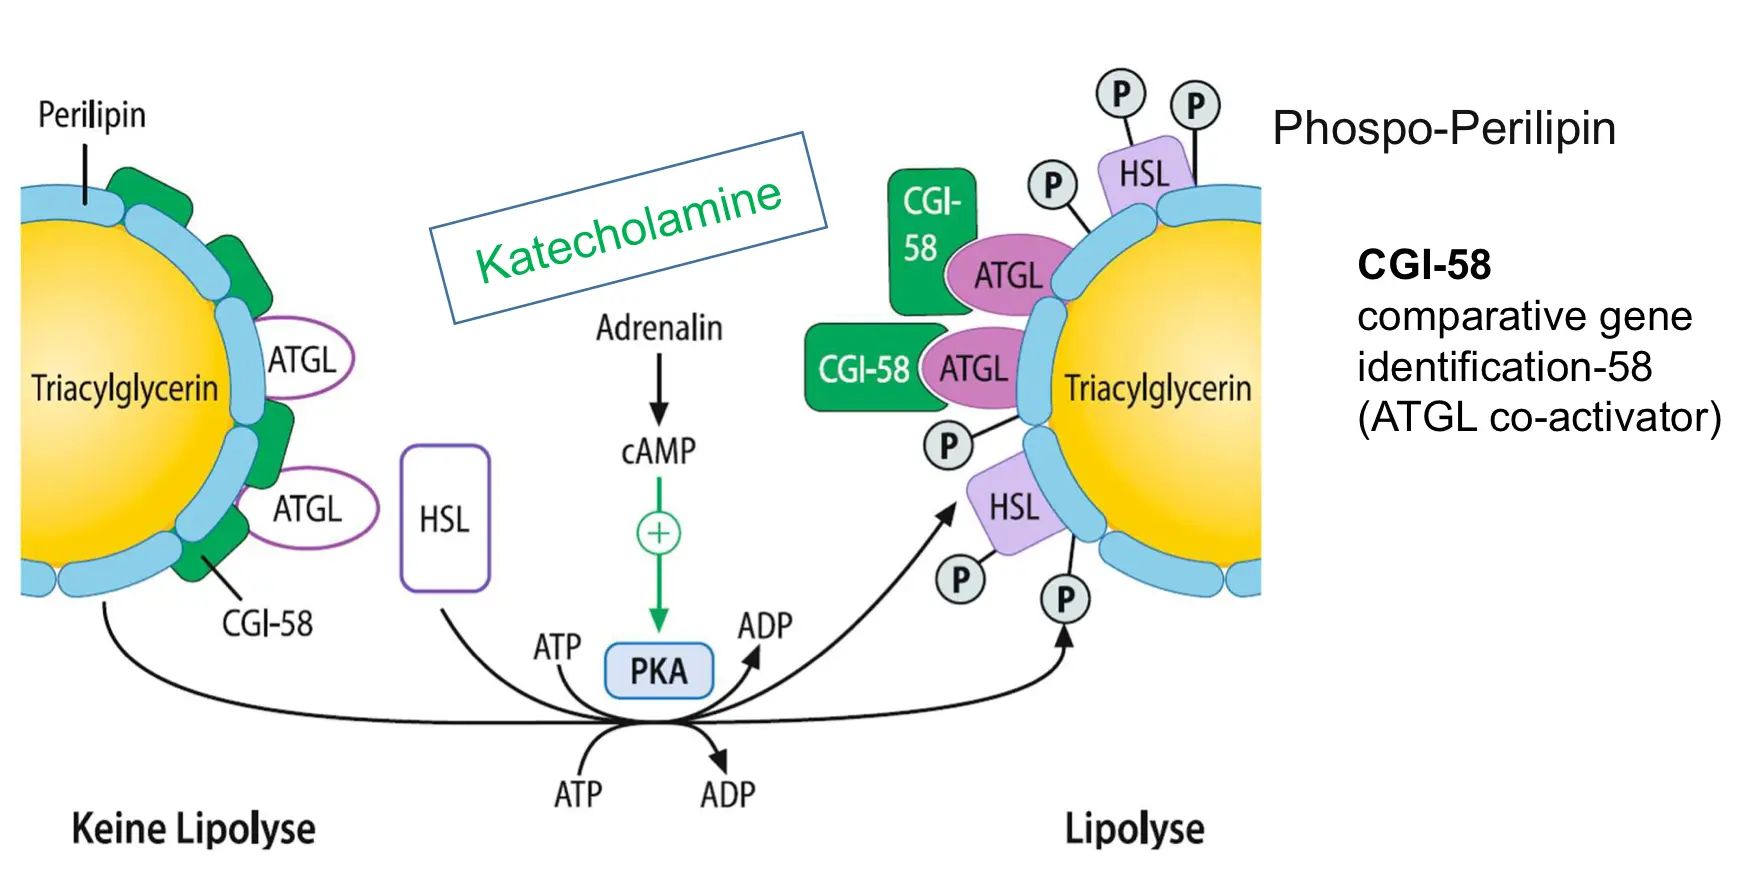 Perilipin
Triacylglycerin
ATGL
ATGL
CGI-58
HSL
Katecholamine
Adrenalin
cAMP
+
PKA
ATP
ADP
ATP
ADP
Keine Lipolyse
P
P
P
HSL
CGI-
58
ATGL
CGI-58
ATGL
Triacylglycerin
P
HSL
P
P
Lipolyse
Phospo-Perilipin
CGI-58
comparative gene
identification-58
(ATGL co-activator)